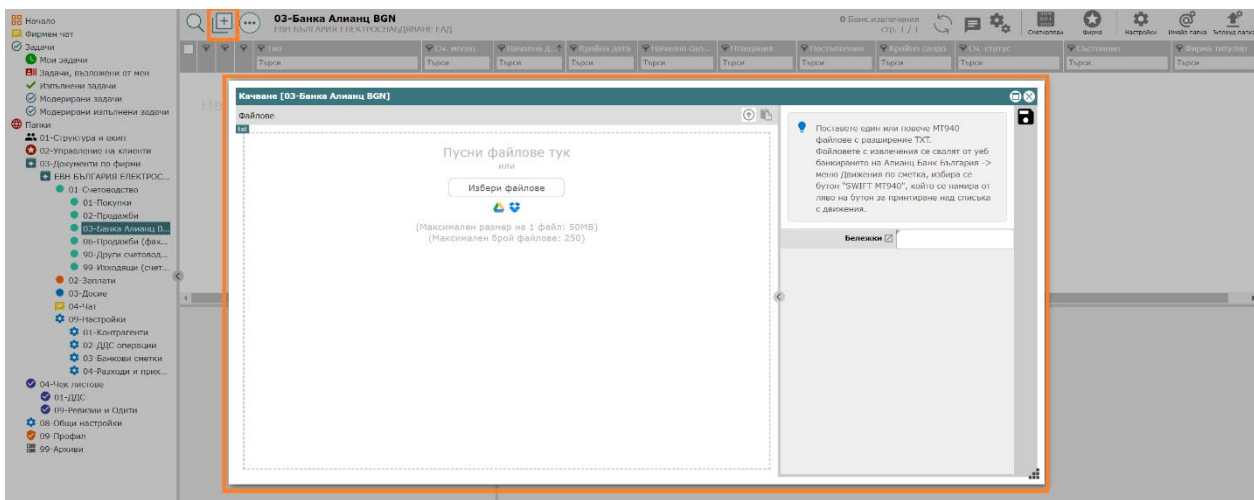 Начало
Фирмен чат
Задачи
Мои задачи
Задачи, възложени от мен
Изпълнени задачи
Модерирани задачи
Модерирани изпълнени задачи
Папки
01-Структура и екип
02-Управление на клиенти
03-Документи по фирми
ЕВН БЪЛГАРИЯ ЕЛЕКТРОС...
01-Счетоводство
01-Покупки
02-Продажби
03-Банка Алианц B...
06-Продажби (фак...
90-Други счетовод...
99 Изходящи (счет...
02-Заплати
03-Досие
04-Чат
09-Настройки
01-Контрагенти
02-ДДС операции
03-Банкови сметки
04-Разходи и прих...
04-Чек листове
01-ДДС
09-Ревизии и Одити
08-Общи настройки
09 Профил
99-Архиви
03-Банка Алианц BGN
ЕВН БЪЛГАРИЯ ЕЛЕКТРОСНАБДЯВАНЕ ЕАД
0 Банк.извлечения
стр. 1 / 1
Сметкоплан
Фирма
Настройки
Имейл папка
Ъплоуд папка
Тип
Сч. месец
Начална д...
Крайна дата
Начално сал...
Плащания
Постъпления
Крайно салдо
Сч. статус
Състояние
Фирма титуляр
Търси Търси Търси Търси Търси Търси Търси Търси Търси Търси Търси
Не
Качване [03-Банка Алианц BGN]
Файлове
txt
Пусни файлове тук
или
Избери файлове
(Максимален размер на 1 файл: 50MB)
(Максимален брой файлове: 250)
Поставете един или повече MT940
файлове с разширение TXT.
Файловете с извлечения се свалят от уеб
банкирането на Алианц Банк България ->
меню Движения по сметка, избира се
бутон "SWIFT MT940", който се намира от
ляво на бутон за принтиране над списъка
с движения.
Бележки